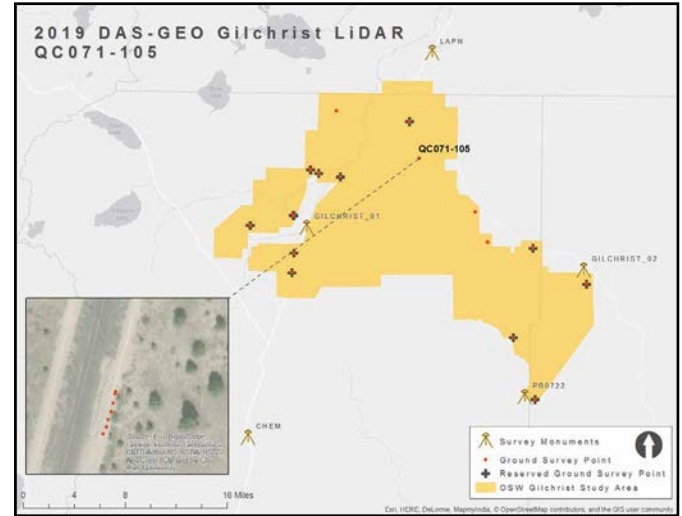 2019 DAS-GEO Gilchrist LiDAR
QC071-105
LAPN
QC071-105
GILCHRIST_01
GILCHRIST_02
PB0722
CHEM
Survey Monuments
Ground Survey Point
Reserved Ground Survey Point
OSW Gilchrist Study Area
0 4 8 12 16 Miles
Esri, HERE, DeLorme, MapmyIndia, © OpenStreetMap contributors, and the GIS user community